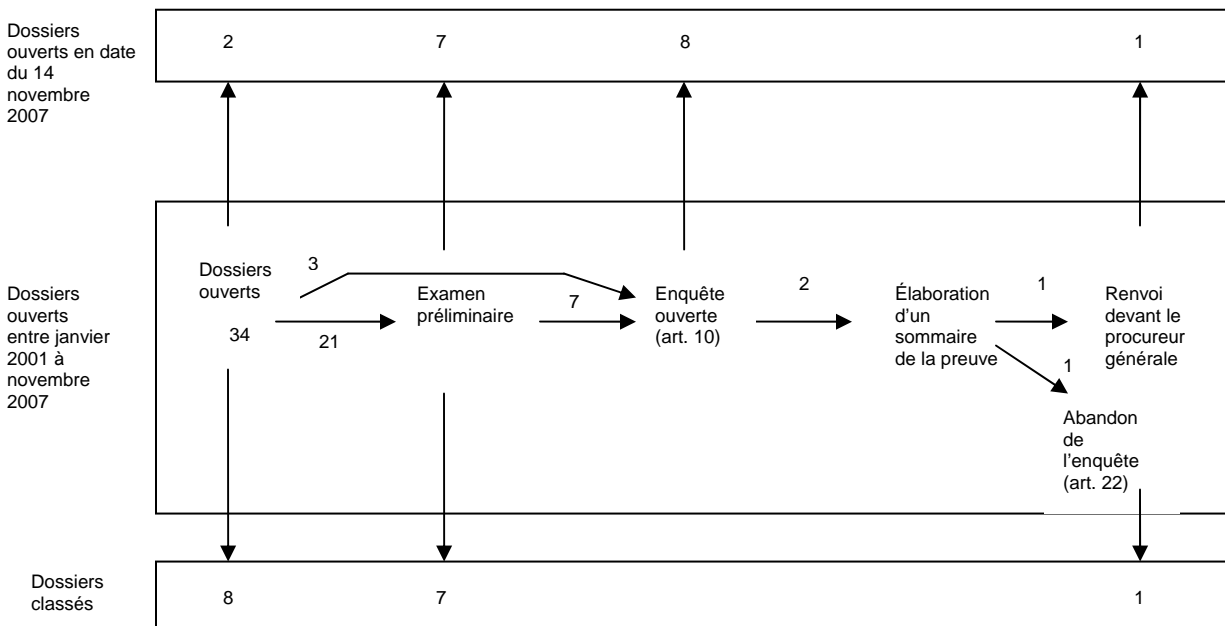 Dossiers
ouverts en date
du 14
novembre
2007
2
7
8
1
Dossiers
ouverts
entre janvier
2001 à
novembre
2007
Dossiers
ouverts
34
3
21
Examen
préliminaire
7
Enquête
ouverte
(art. 10)
2
Élaboration
d'un
sommaire
de la preuve
1
1
Renvoi
devant le
procureur
générale
Abandon
de
l'enquête
(art. 22)
Dossiers
classés
8
7
1